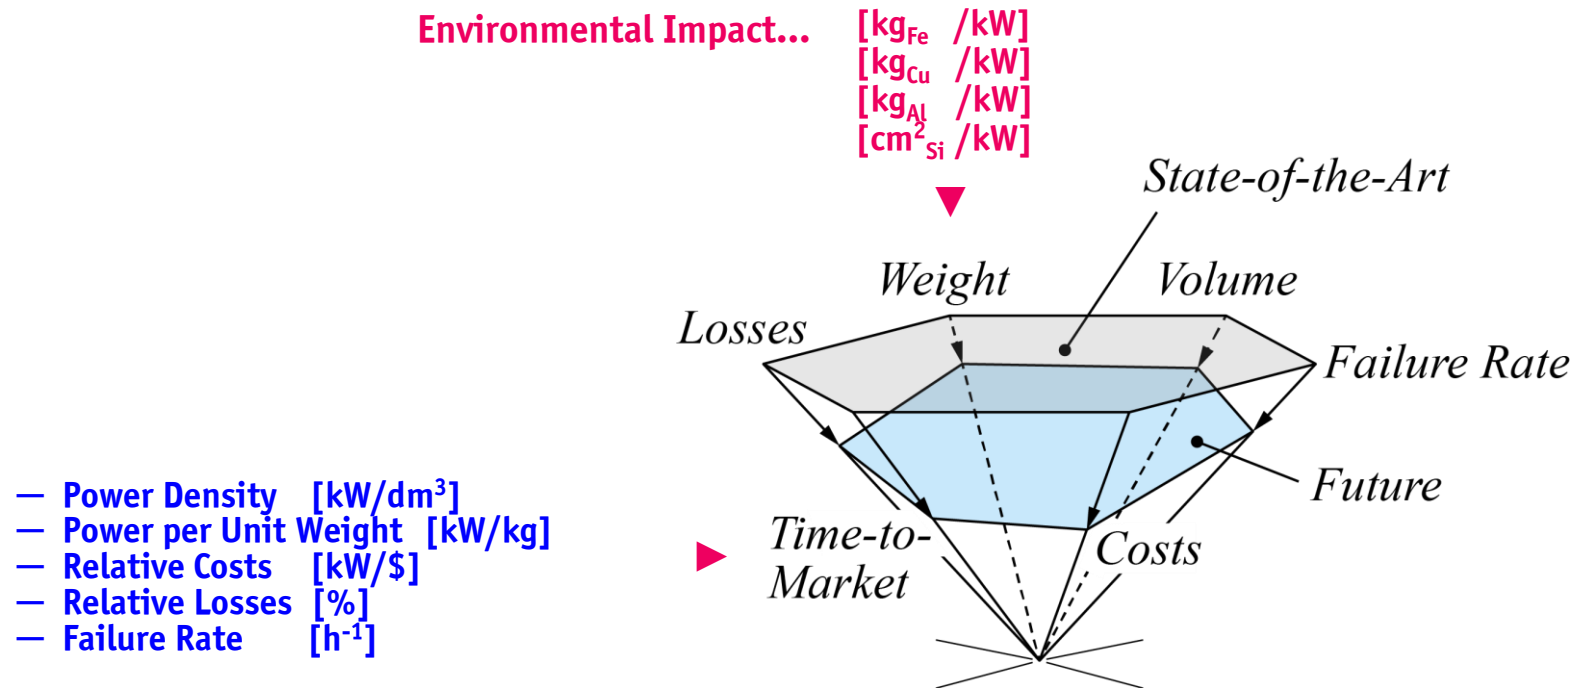 Environmental Impact... [kgFe /kW]
[kgCu /kW]
[kgAl /kW]
[cm²Si /kW]
State-of-the-Art
Weight Volume
Losses
Failure Rate
Future
— Power Density [kW/dm³]
— Power per Unit Weight [kW/kg]
— Relative Costs [kW/$]
— Relative Losses [%]
— Failure Rate [h⁻¹]
Time-to-
Market
Costs